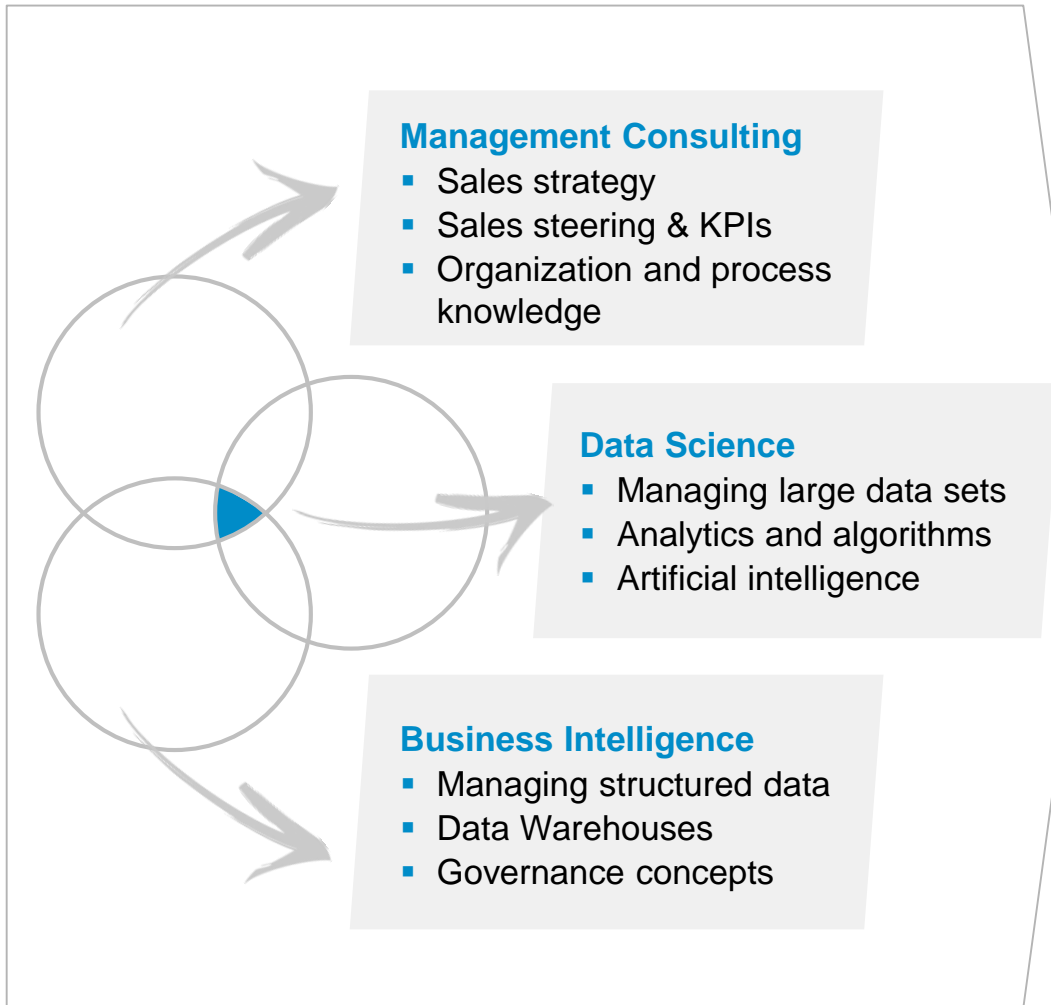 Management Consulting
▪ Sales strategy
▪ Sales steering & KPIs
▪ Organization and process
knowledge
Data Science
▪ Managing large data sets
▪ Analytics and algorithms
▪ Artificial intelligence
Business Intelligence
▪ Managing structured data
▪ Data Warehouses
▪ Governance concepts